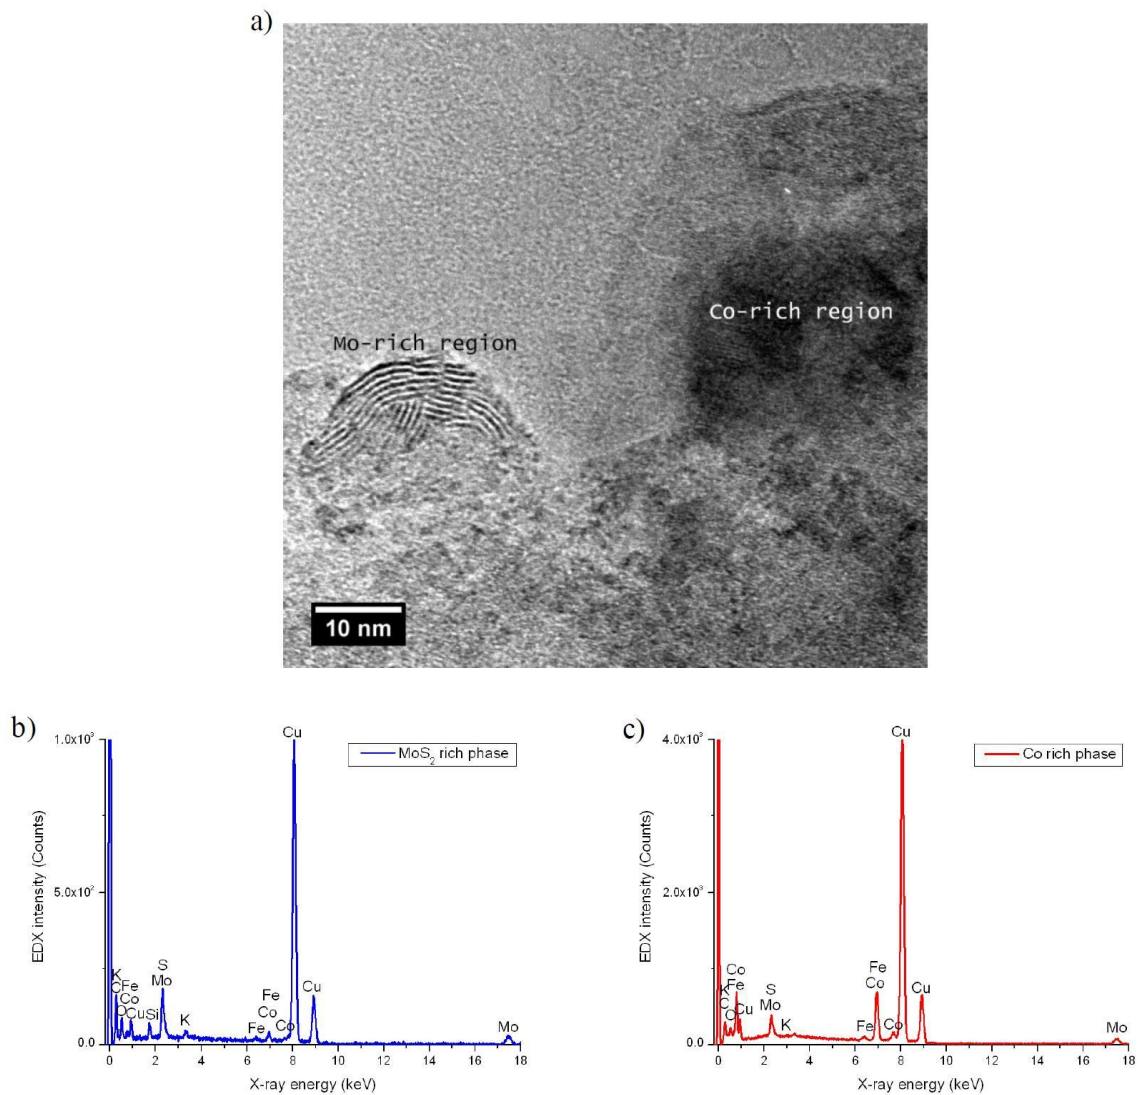 a)
Mo-rich region
Co-rich region
10 nm
b)
1.0x10³
5.0x10²
0.0
EDX intensity (Counts)
MoS₂ rich phase
Cu
K
C
O
Fe
Co
Cu
Si
S
Mo
K
Fe
Fe
Co
Co
Cu
Mo
0 2 4 6 8 10 12 14 16 18
X-ray energy (keV)
c)
4.0x10³
2.0x10³
0.0
EDX intensity (Counts)
Co rich phase
Cu
K
C
O
Co
Fe
Cu
S
Mo
K
Fe
Fe
Co
Co
Cu
Mo
0 2 4 6 8 10 12 14 16 18
X-ray energy (keV)